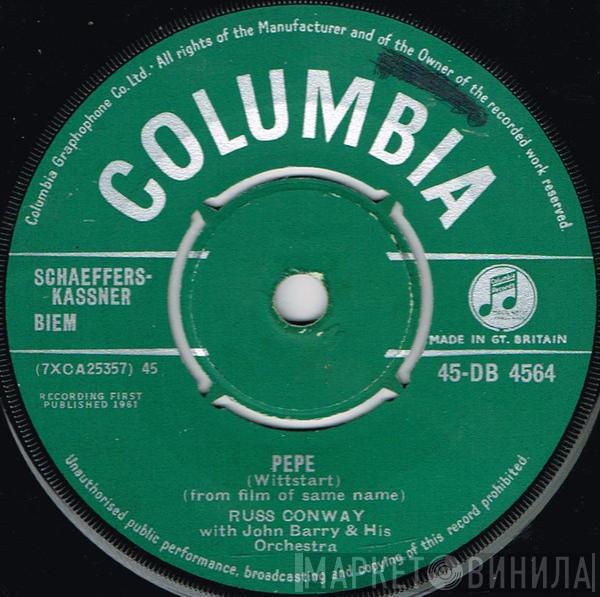 Columbia Graphophone Co. Ltd. · All rights of the Manufacturer and of the Owner of the recorded work reserved.
COLUMBIA
SCHAEFFERS-
KASSNER
BIEM
Columbia
Records
MADE IN GT. BRITAIN
(7XCA25357) 45
45-DB 4564
RECORDING FIRST
PUBLISHED 1961
PEPE
(Wittstart)
(from film of same name)
RUSS CONWAY
with John Barry & His
Orchestra
Unauthorised public performance, broadcasting and copying of this record prohibited.
МАРКЕТ ВИНИЛА